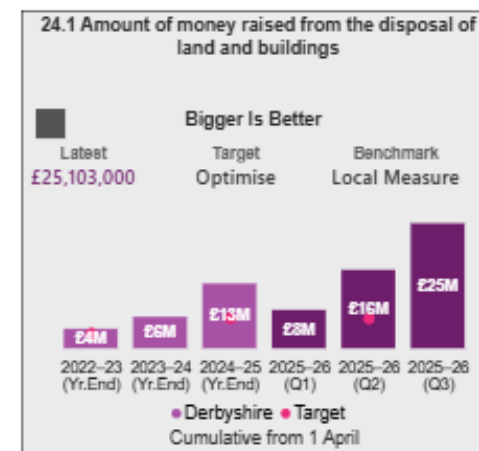 24.1 Amount of money raised from the disposal of
land and buildings
Bigger Is Better
Latest Target Benchmark
£25,103,000 Optimise Local Measure
£4M £6M £13M £8M £16M £25M
2022–23 2023–24 2024–25 2025–26 2025–26 2025–26
(Yr.End) (Yr.End) (Yr.End) (Q1) (Q2) (Q3)
Derbyshire Target
Cumulative from 1 April